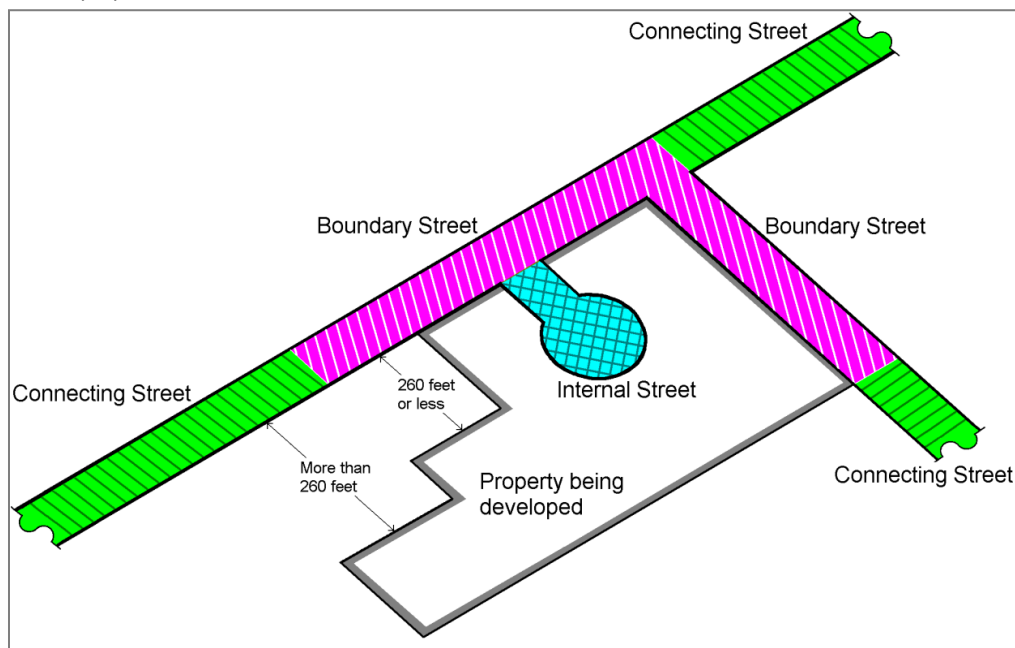 Connecting Street
Boundary Street
Boundary Street
Connecting Street
260 feet
or less
Internal Street
More than
260 feet
Property being
developed
Connecting Street